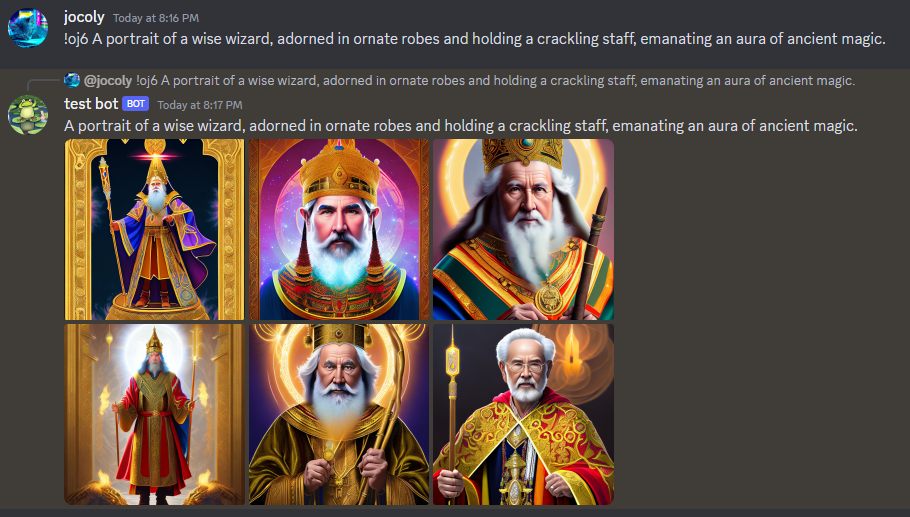 jocoly Today at 8:16 PM
!oj6 A portrait of a wise wizard, adorned in ornate robes and holding a crackling staff, emanating an aura of ancient magic.
@jocoly !oj6 A portrait of a wise wizard, adorned in ornate robes and holding a crackling staff, emanating an aura of ancient magic.
test bot BOT Today at 8:17 PM
A portrait of a wise wizard, adorned in ornate robes and holding a crackling staff, emanating an aura of ancient magic.